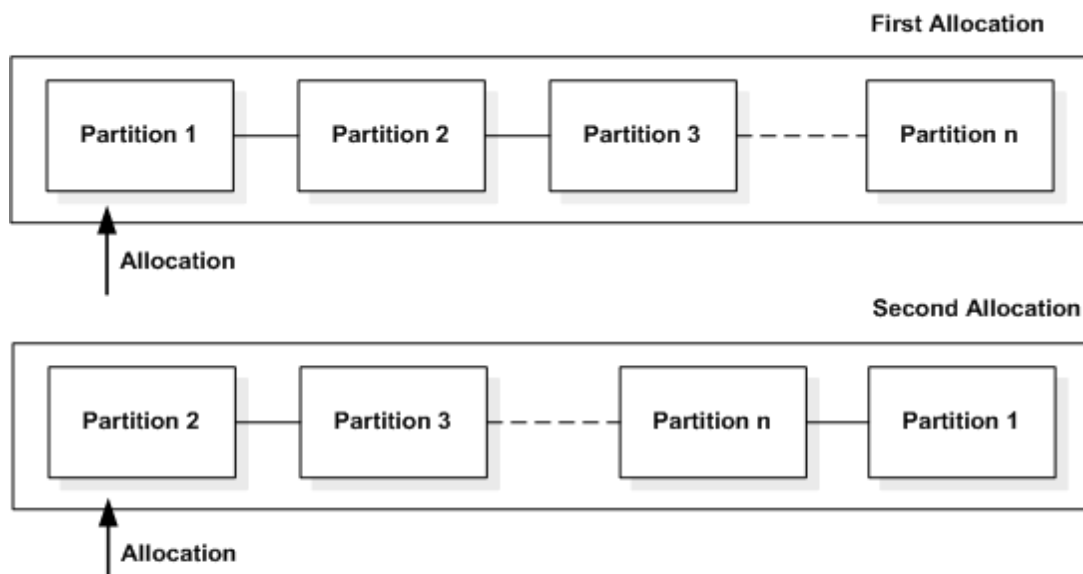 First Allocation
Partition 1
Partition 2
Partition 3
Partition n
Allocation
Second Allocation
Partition 2
Partition 3
Partition n
Partition 1
Allocation